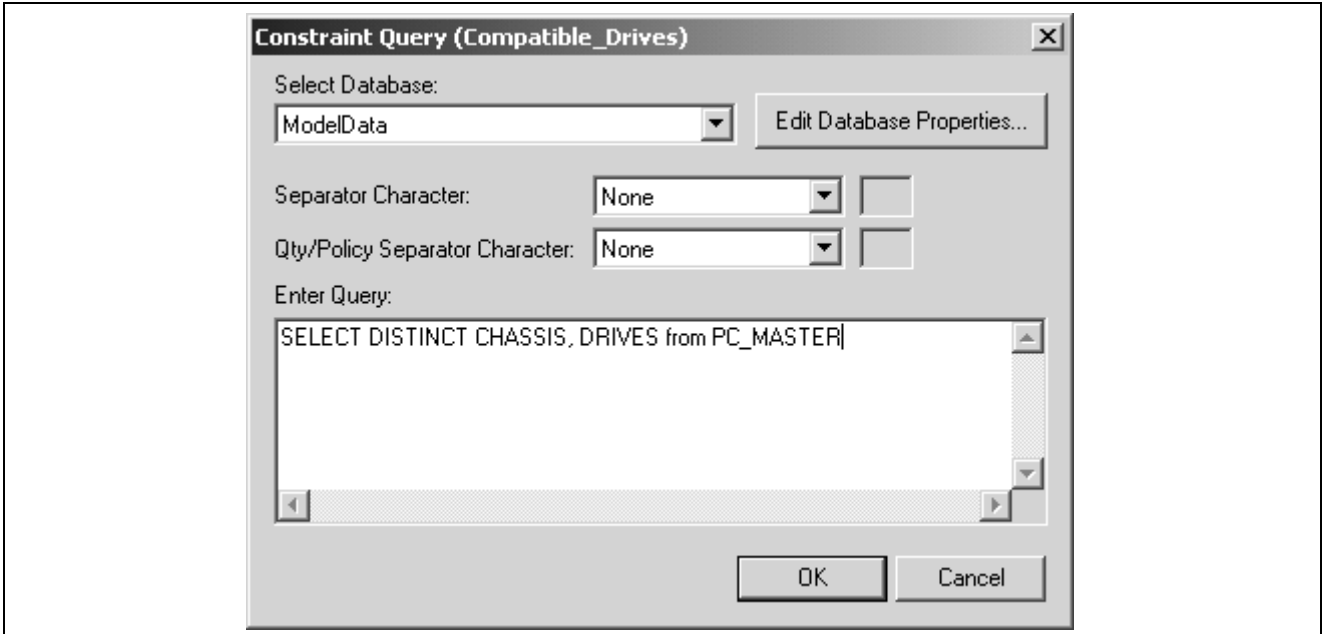 Constraint Query (Compatible_Drives)
Select Database:
ModelData
Edit Database Properties...
Separator Character:
None
Qty/Policy Separator Character:
None
Enter Query:
SELECT DISTINCT CHASSIS, DRIVES from PC_MASTER
OK
Cancel